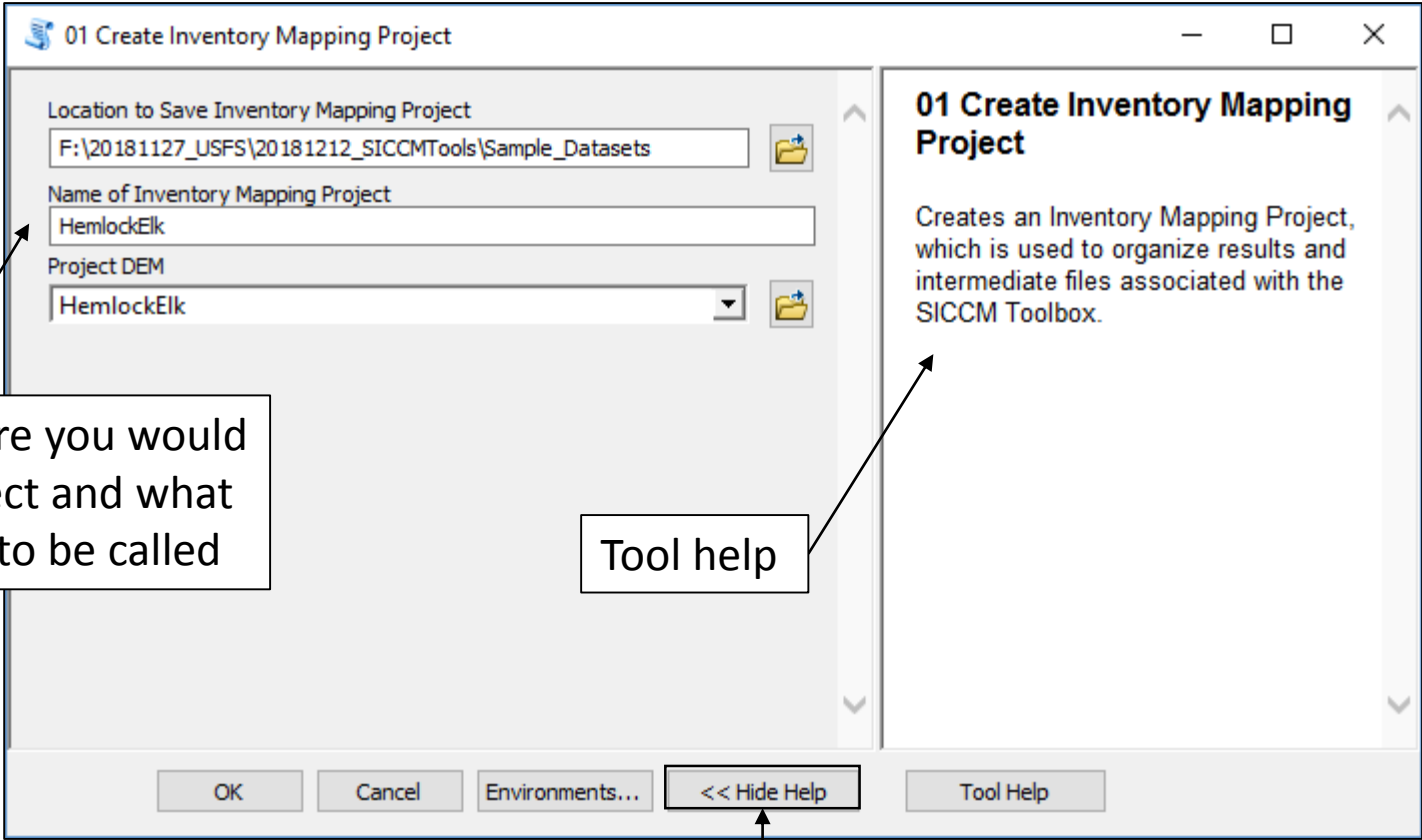 01 Create Inventory Mapping Project
Location to Save Inventory Mapping Project
F:\20181127_USFS\20181212_SICCMTools\Sample_Datasets
Name of Inventory Mapping Project
HemlockElk
Project DEM
HemlockElk
you would
and what
to be called
Tool help
01 Create Inventory Mapping
Project
Creates an Inventory Mapping Project,
which is used to organize results and
intermediate files associated with the
SICCM Toolbox.
OK
Cancel
Environments...
<< Hide Help
Tool Help